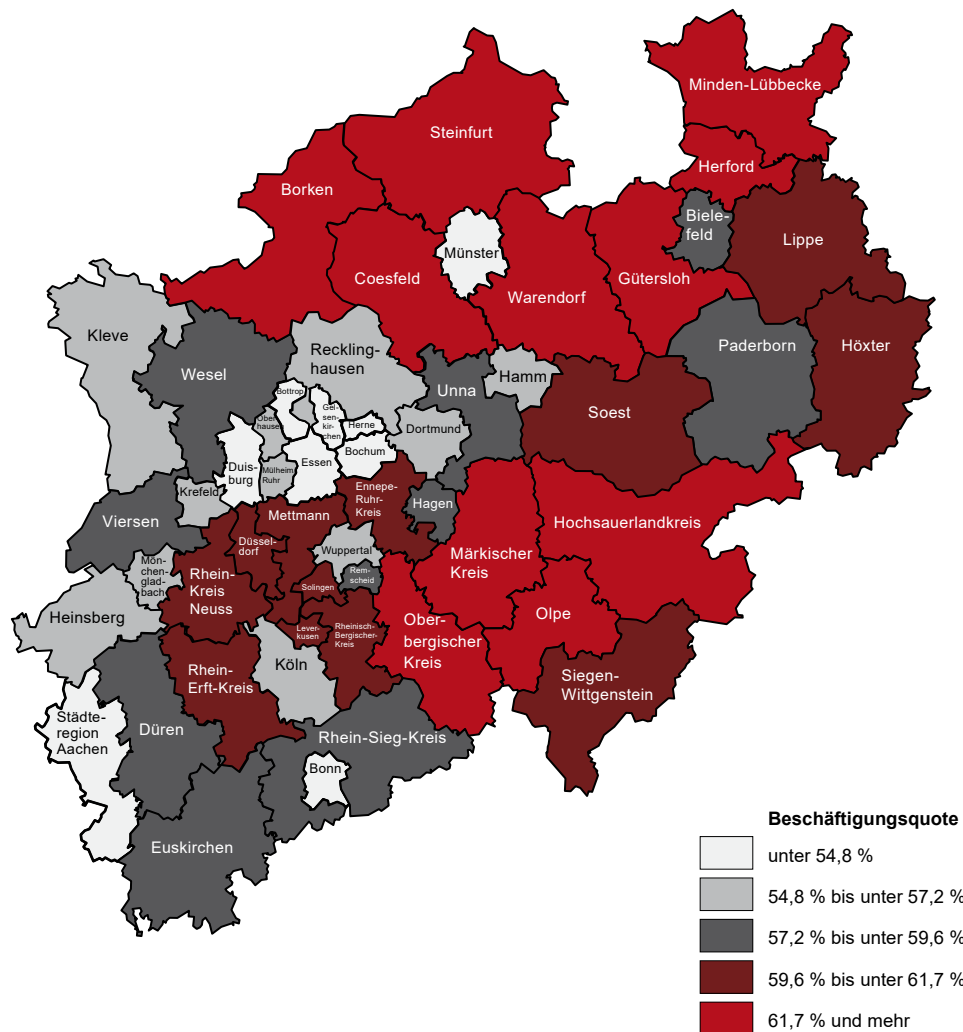 Minden-Lübbecke
Steinfurt
Herford
Borken
Biele-
feld
Lippe
Münster
Coesfeld
Gütersloh
Warendorf
Kleve
Paderborn
Höxter
Reckling-
hausen
Wesel
Unna
Hamm
Soest
Bottrop
Gel-
sen-
kir-
chen
Ober-
hausen
Herne
Dortmund
Bochum
Essen
Duis-
burg
Mülheim
Ruhr
Krefeld
Ennepe-
Ruhr-
Kreis
Hagen
Viersen
Mettmann
Hochsauerlandkreis
Düssel-
dorf
Wuppertal
Märkischer
Kreis
Mön-
chen-
glad-
bach
Rem-
scheid
Rhein-
Kreis
Neuss
Solingen
Heinsberg
Ober-
bergischer
Kreis
Olpe
Lever-
kusen
Rheinisch-
Bergischer-
Kreis
Köln
Rhein-
Erft-Kreis
Siegen-
Wittgenstein
Städte-
region
Aachen
Düren
Rhein-Sieg-Kreis
Bonn
Euskirchen
Beschäftigungsquote
unter 54,8 %
54,8 % bis unter 57,2 %
57,2 % bis unter 59,6 %
59,6 % bis unter 61,7 %
61,7 % und mehr